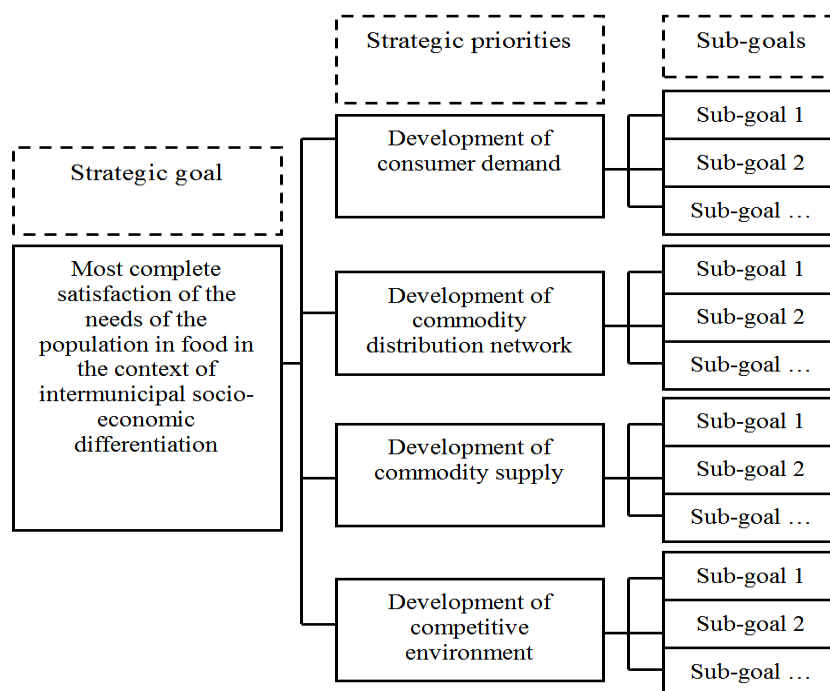 Strategic goal
Most complete
satisfaction of the
needs of the
population in food in
the context of
intermunicipal socio-
economic
differentiation
Strategic priorities
Development of
consumer demand
Development of
commodity
distribution network
Development of
commodity supply
Development of
competitive
environment
Sub-goals
Sub-goal 1
Sub-goal 2
Sub-goal …
Sub-goal 1
Sub-goal 2
Sub-goal …
Sub-goal 1
Sub-goal 2
Sub-goal …
Sub-goal 1
Sub-goal 2
Sub-goal …